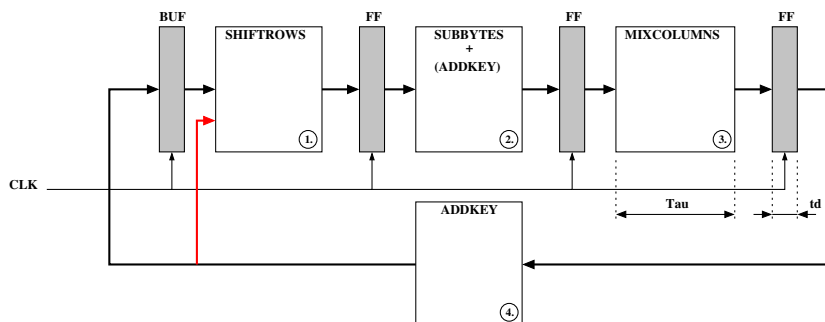 BUF
SHIFTROWS
FF
SUBBYTES
+
(ADDKEY)
FF
MIXCOLUMNS
FF
1.
2.
3.
CLK
ADDKEY
Tau
td
4.